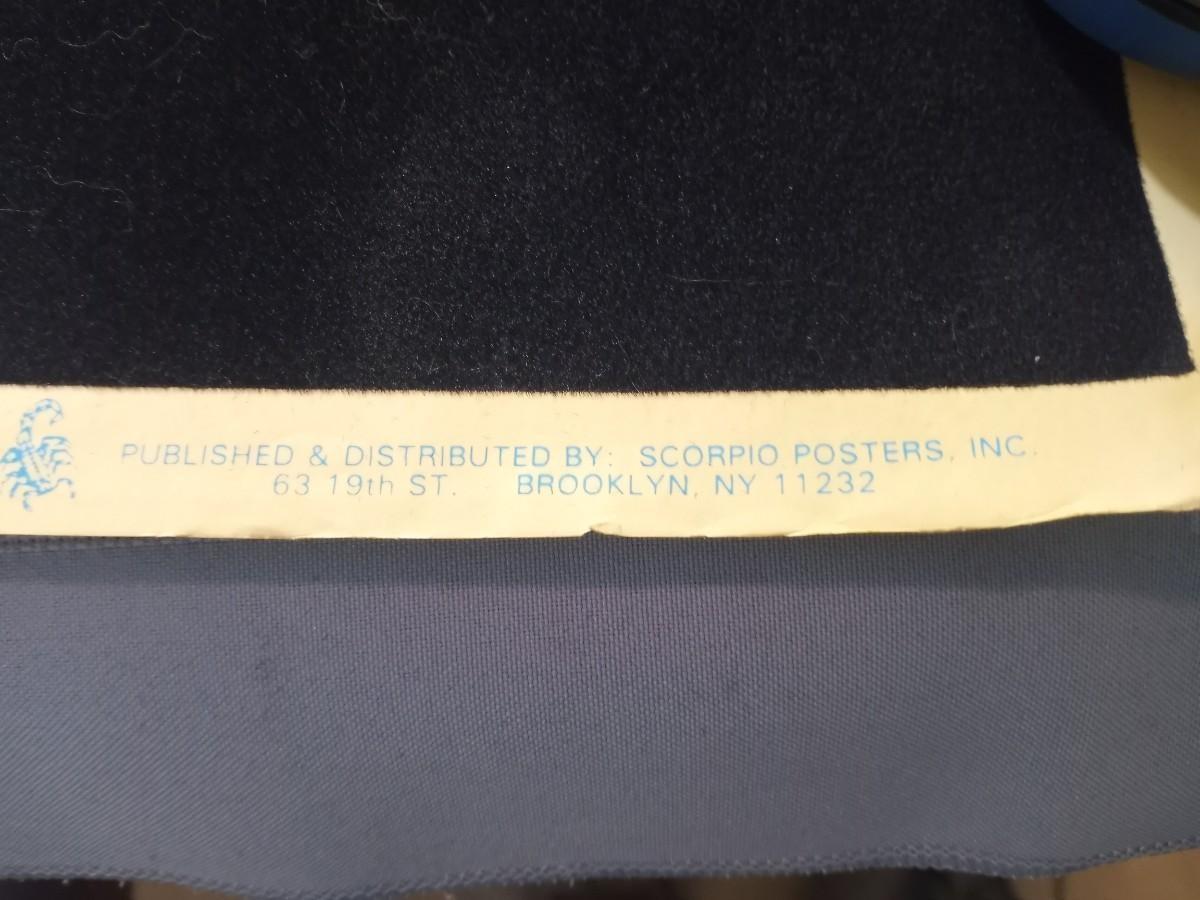 PUBLISHED & DISTRIBUTED BY: SCORPIO POSTERS, INC.
63 19th ST. BROOKLYN, NY 11232